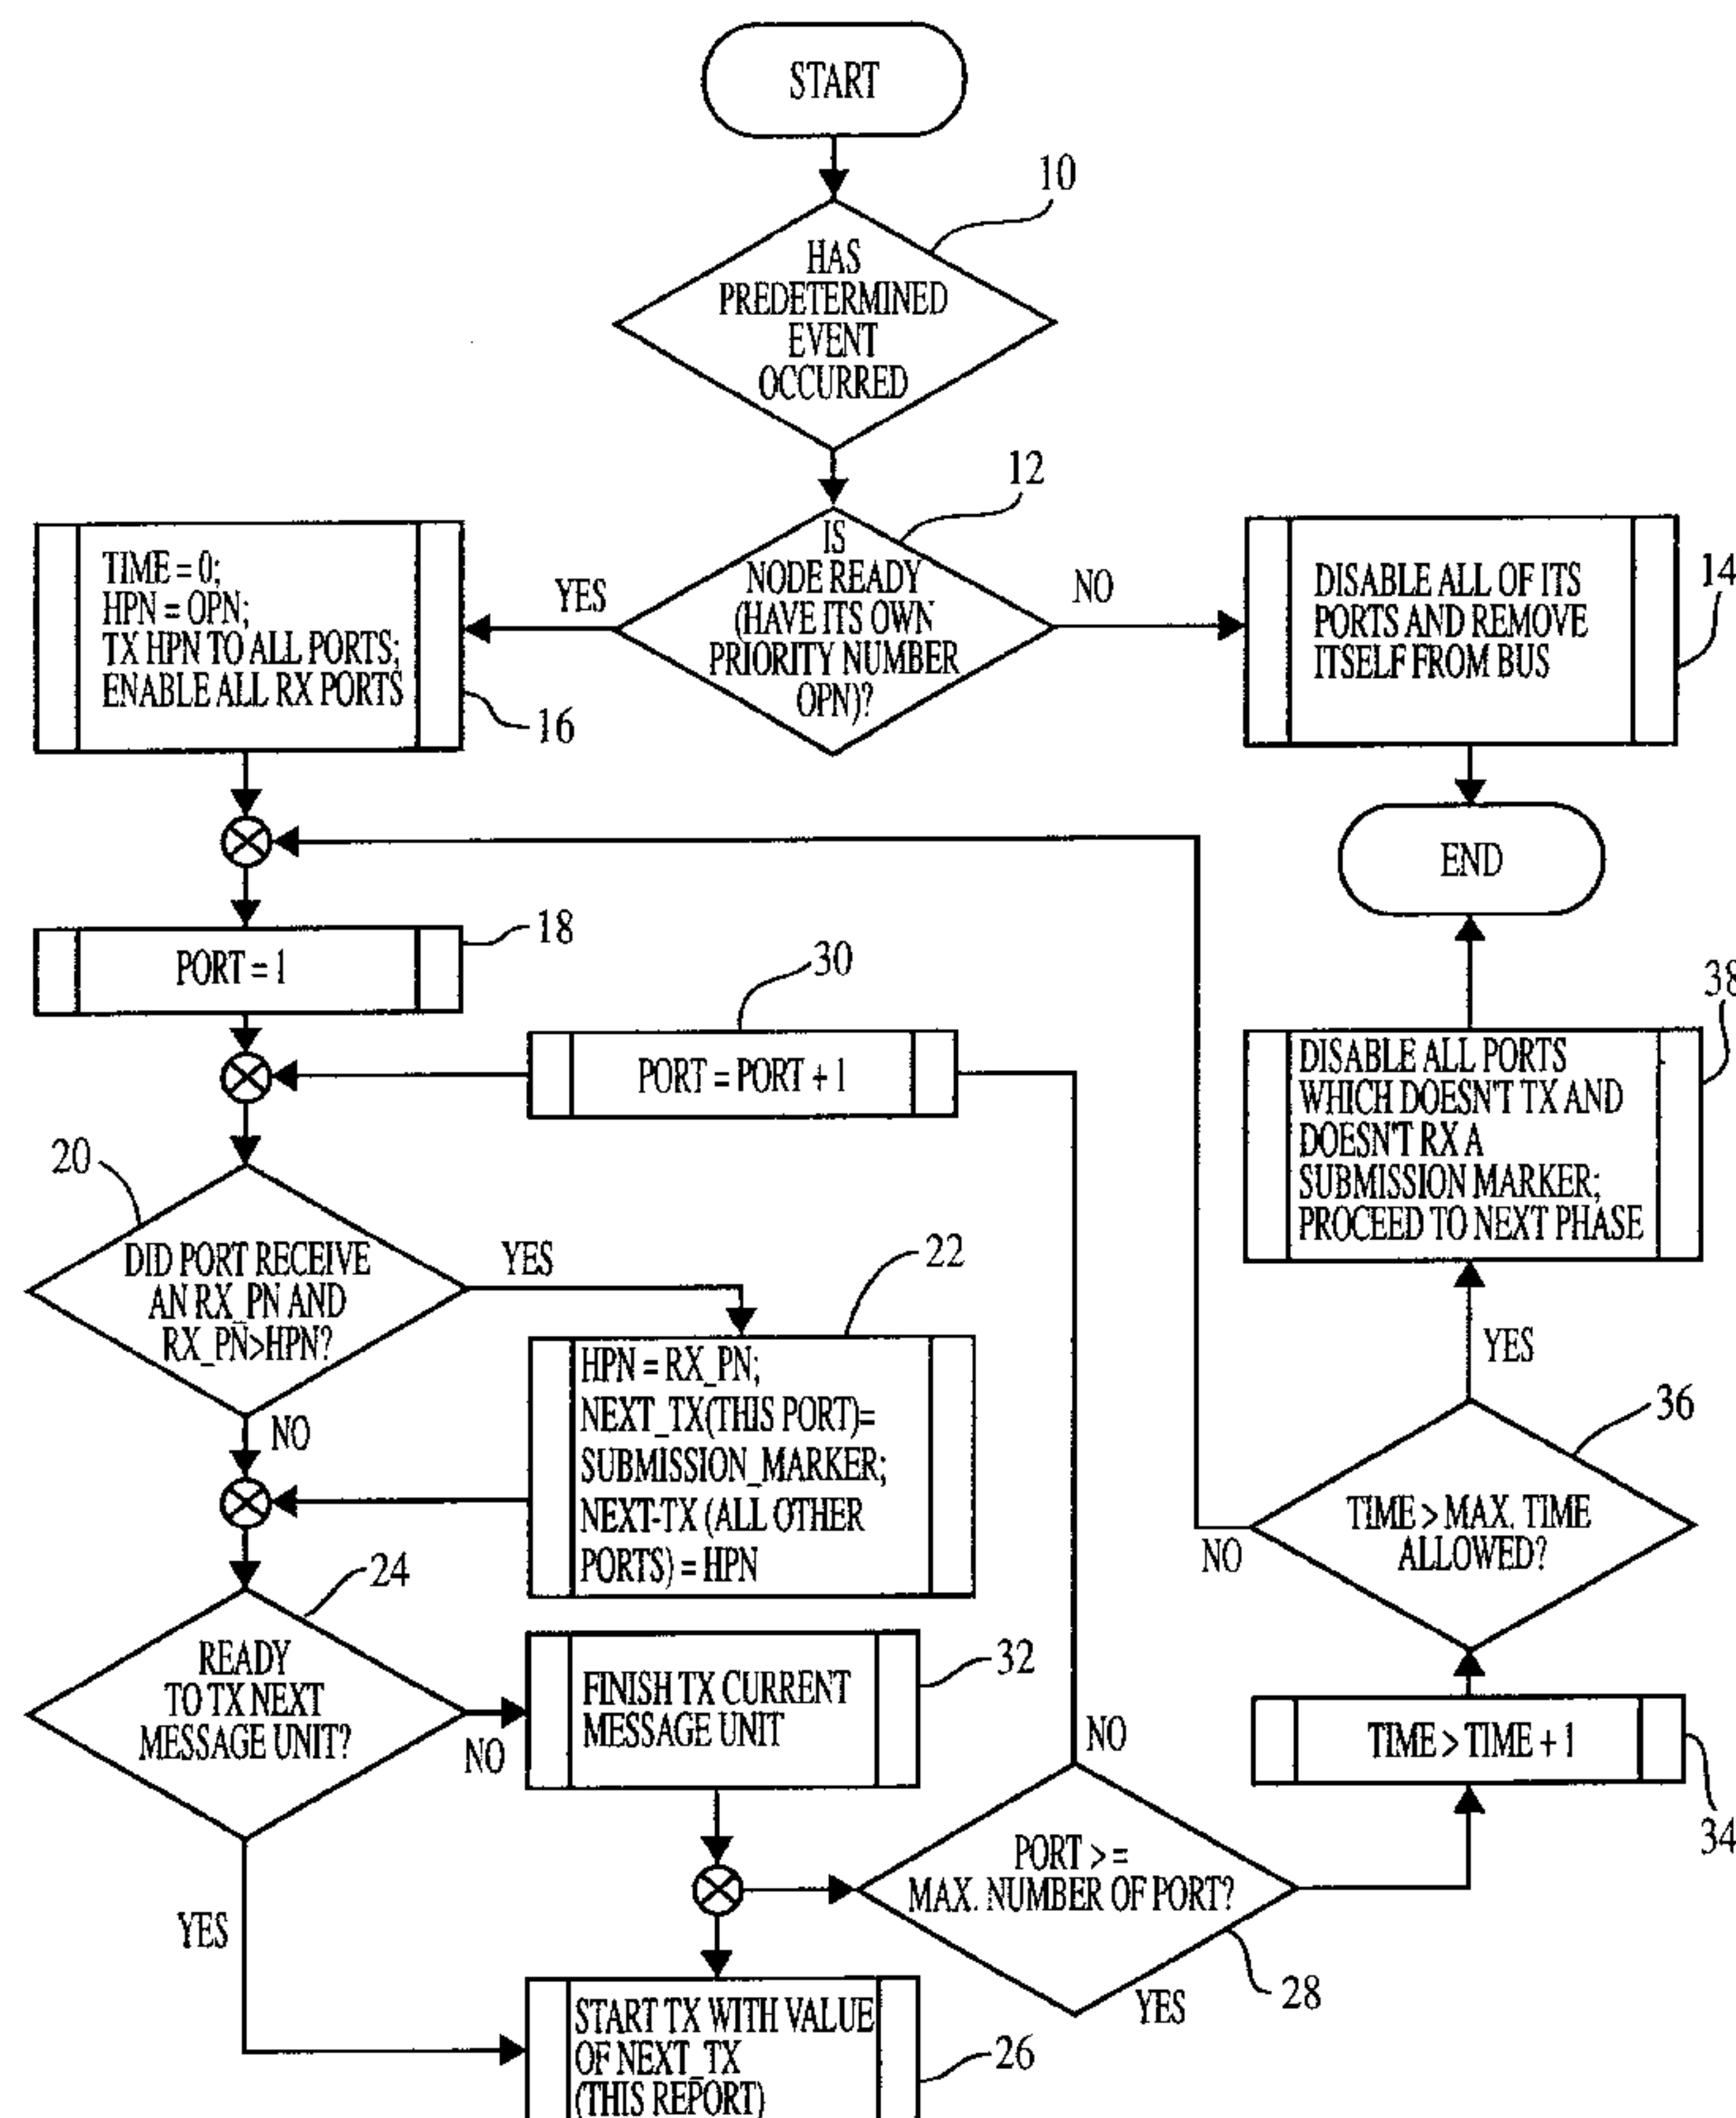 START
10
HAS
PREDETERMINED
EVENT
OCCURRED
12
IS
NODE READY
(HAVE ITS OWN
PRIORITY NUMBER
OPN)?
YES
NO
TIME = 0;
HPN = OPN;
TX HPN TO ALL PORTS;
ENABLE ALL RX PORTS
16
DISABLE ALL OF ITS
PORTS AND REMOVE
ITSELF FROM BUS
14
END
PORT = 1
18
30
PORT = PORT + 1
38
DISABLE ALL PORTS
WHICH DOESN'T TX AND
DOESN'T RX A
SUBMISSION MARKER;
PROCEED TO NEXT PHASE
20
DID PORT RECEIVE
AN RX_PN AND
RX_PN>HPN?
YES
NO
22
HPN = RX_PN;
NEXT_TX(THIS PORT)=
SUBMISSION_MARKER;
NEXT-TX (ALL OTHER
PORTS) = HPN
YES
36
TIME > MAX. TIME
ALLOWED?
NO
24
READY
TO TX NEXT
MESSAGE UNIT?
NO
YES
32
FINISH TX CURRENT
MESSAGE UNIT
NO
TIME > TIME + 1
34
PORT > =
MAX. NUMBER OF PORT?
28
YES
START TX WITH VALUE
OF NEXT_TX
(THIS REPORT)
26